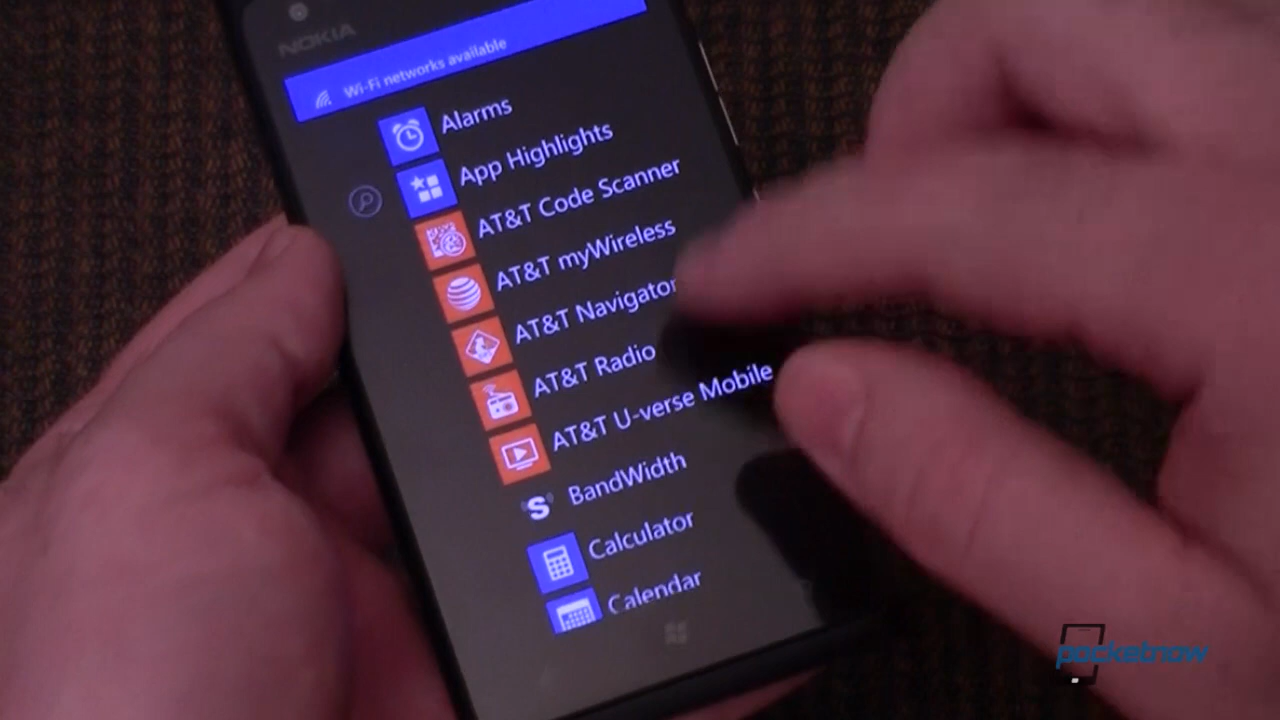 NOKIA
Wi-Fi networks available
Alarms
App Highlights
AT&T Code Scanner
AT&T myWireless
AT&T Navigator
AT&T Radio
AT&T U-verse Mobile
BandWidth
Calculator
Calendar
pocketnow